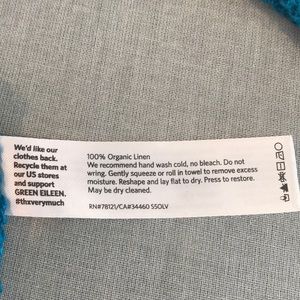 We'd like our
clothes back.
Recycle them at
our US stores
and support
GREEN EILEEN.
#thxverymuch
100% Organic Linen
We recommend hand wash cold, no bleach. Do not
wring. Gently squeeze or roll in towel to remove excess
moisture. Reshape and lay flat to dry. Press to restore.
May be dry cleaned.
RN#78121/CA#34460 S5OLV